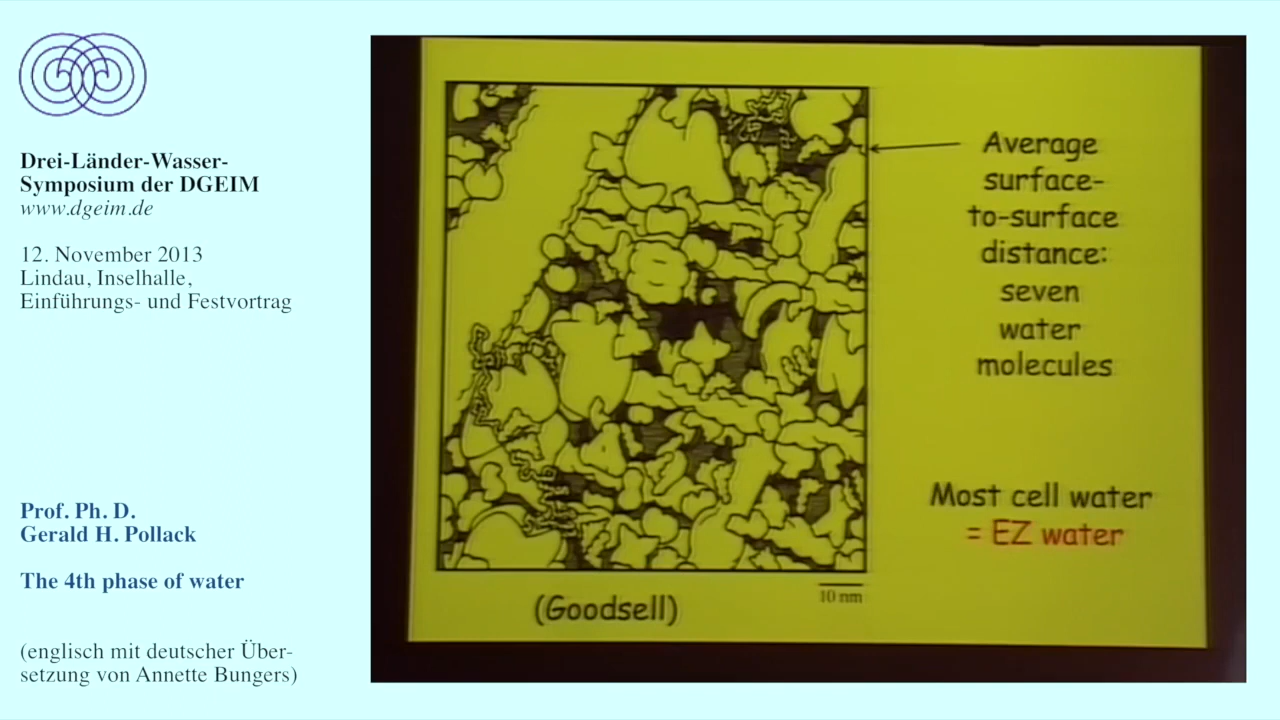 Drei-Länder-Wasser-
Symposium der DGEIM
www.dgeim.de
12. November 2013
Lindau, Inselhalle,
Einführungs- und Festvortrag
Prof. Ph. D.
Gerald H. Pollack
The 4th phase of water
(englisch mit deutscher Über-
setzung von Annette Bungers)
Average
surface-
to-surface
distance:
seven
water
molecules
Most cell water
= EZ water
10 nm
(Goodsell)